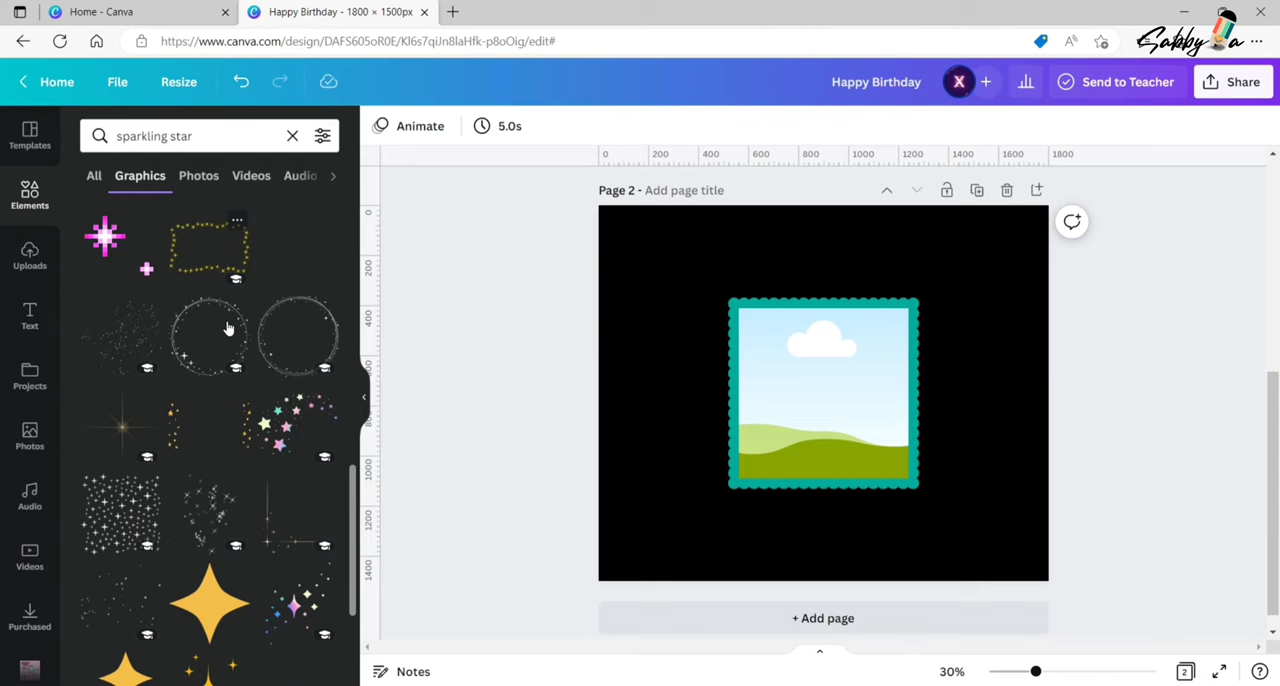 Home - Canva
Happy Birthday - 1800 × 1500px
https://www.canva.com/design/DAFS605oR0E/Kl6s7qiJn8laHfk-p8oOig/edit#
Gabby
Home
File
Resize
Happy Birthday
X
Send to Teacher
Share
Templates
Elements
Uploads
Text
Projects
Photos
Audio
Videos
Purchased
sparkling star
All
Graphics
Photos
Videos
Audio
Animate
5.0s
0 200 400 600 800 1000 1200 1400 1600 1800
Page 2 - Add page title
0
200
400
600
800
1000
1200
1400
+ Add page
Notes
30%
2